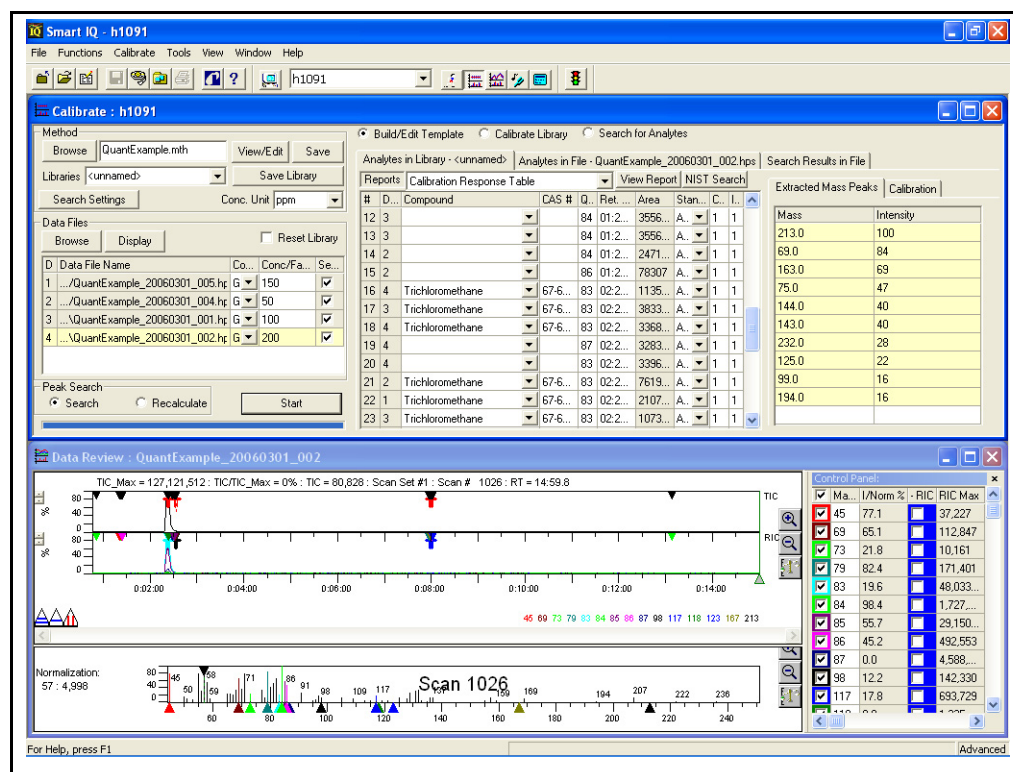 Smart IQ - h1091
File Functions Calibrate Tools View Window Help
h1091
Calibrate : h1091
Method
Browse QuantExample.mth View/Edit Save
Libraries <unnamed> Save Library
Search Settings Conc. Unit ppm
Data Files
Browse Display Reset Library
D Data File Name Co... Conc/Fa... Se...
1 .../QuantExample_20060301_005.hp G 150
2 .../QuantExample_20060301_004.hp G 50
3 ...\QuantExample_20060301_001.hp G 100
4 ...\QuantExample_20060301_002.hp G 200
Peak Search
Search Recalculate Start
Build/Edit Template Calibrate Library Search for Analytes
Analytes in Library - <unnamed> Analytes in File - QuantExample_20060301_002.hps Search Results in File
Reports Calibration Response Table View Report NIST Search
# D... Compound CAS # Q.. Ret. ... Area Stan... C.. I..
12 3 84 01:2... 3556... A.. 1 1
13 3 84 01:2... 3556... A.. 1 1
14 2 84 01:2... 2471... A.. 1 1
15 2 86 01:2... 78307 A.. 1 1
16 4 Trichloromethane 67-6... 83 02:2... 1135... A.. 1 1
17 3 Trichloromethane 67-6... 83 02:2... 3833... A.. 1 1
18 4 Trichloromethane 67-6... 83 02:2... 3368... A.. 1 1
19 4 87 02:2... 3283... A.. 1 1
20 4 83 02:2... 3396... A.. 1 1
21 2 Trichloromethane 67-6... 83 02:2... 7619... A.. 1 1
22 1 Trichloromethane 67-6... 83 02:2... 2107... A.. 1 1
23 3 Trichloromethane 67-6... 83 02:2... 1073... A.. 1 1
Extracted Mass Peaks Calibration
Mass Intensity
213.0 100
69.0 84
163.0 69
75.0 47
144.0 40
143.0 40
232.0 28
125.0 22
99.0 16
194.0 16
Data Review : QuantExample_20060301_002
TIC_Max = 127,121,512 : TIC/TIC_Max = 0% : TIC = 80,828 : Scan Set #1 : Scan # 1026 : RT = 14:59.8
80 TIC
%
40
0
80 RIC
%
40
0
0:02:00 0:04:00 0:06:00 0:08:00 0:10:00 0:12:00 0:14:00
45 69 73 79 83 84 85 86 87 98 117 118 123 167 213
Normalization:
57 : 4,998
80 40 0
45 58 71 86
50 59 91 98 109 117 Scan 1026 169 194 207 222 236
60 80 100 120 140 160 180 200 220 240
Control Panel:
Ma... I/Norm % - RIC RIC Max
45 77.1 37,227
69 65.1 112,847
73 21.8 10,161
79 82.4 171,401
83 19.6 48,033...
84 98.4 1,727,...
85 55.7 29,150...
86 45.2 492,553
87 0.0 4,588,...
98 12.2 142,330
117 17.8 693,729
For Help, press F1 Advanced